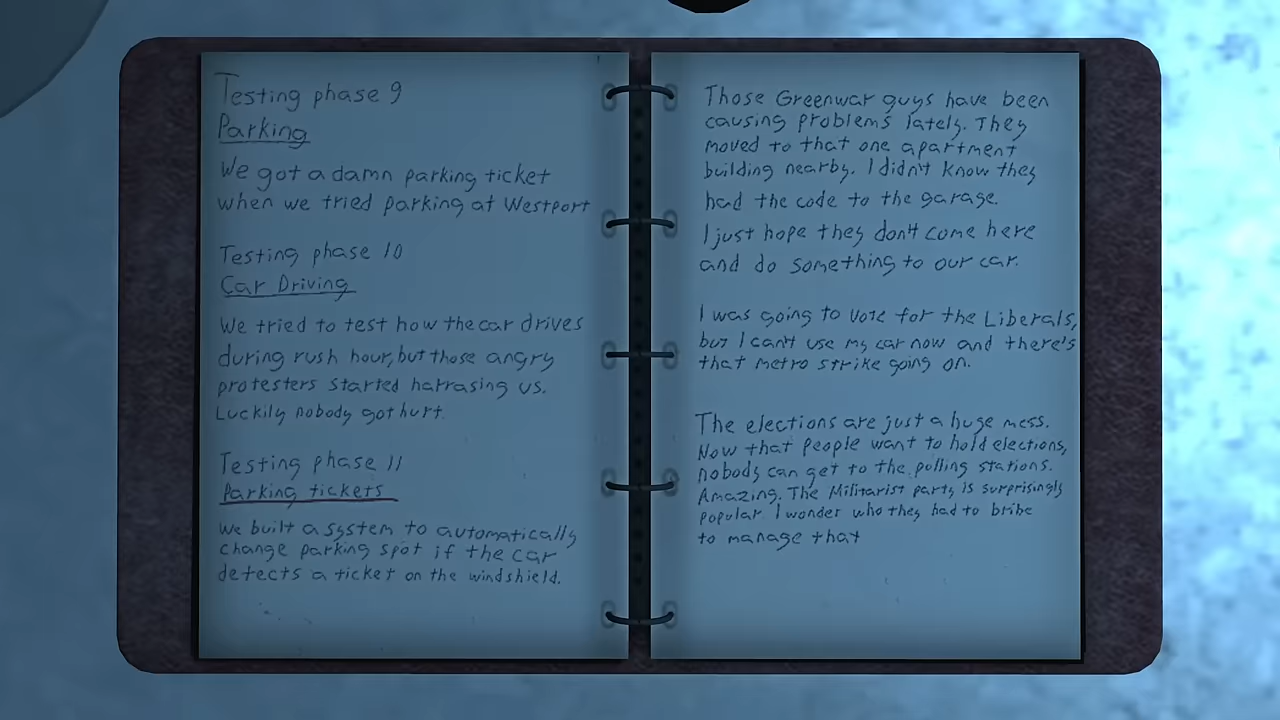 Testing phase 9
Parking
We got a damn parking ticket
when we tried parking at Westport
Testing phase 10
Car Driving
We tried to test how the car drives
during rush hour, but those angry
protesters started harrasing us.
Luckily nobody got hurt.
Testing phase 11
Parking tickets
we built a system to automatically
change parking spot if the car
detects a ticket on the windshield.
Those Greenwar guys have been
causing problems lately. They
moved to that one apartment
building nearby. I didn't know they
had the code to the garage.
I just hope they don't come here
and do something to our car.
I was going to vote for the Liberals,
but I can't use my car now and there's
that metro strike going on.
The elections are just a huge mess.
Now that people want to hold elections,
nobody can get to the polling stations.
Amazing. The Militarist party is surprisingly
popular. I wonder who they had to bribe
to manage that